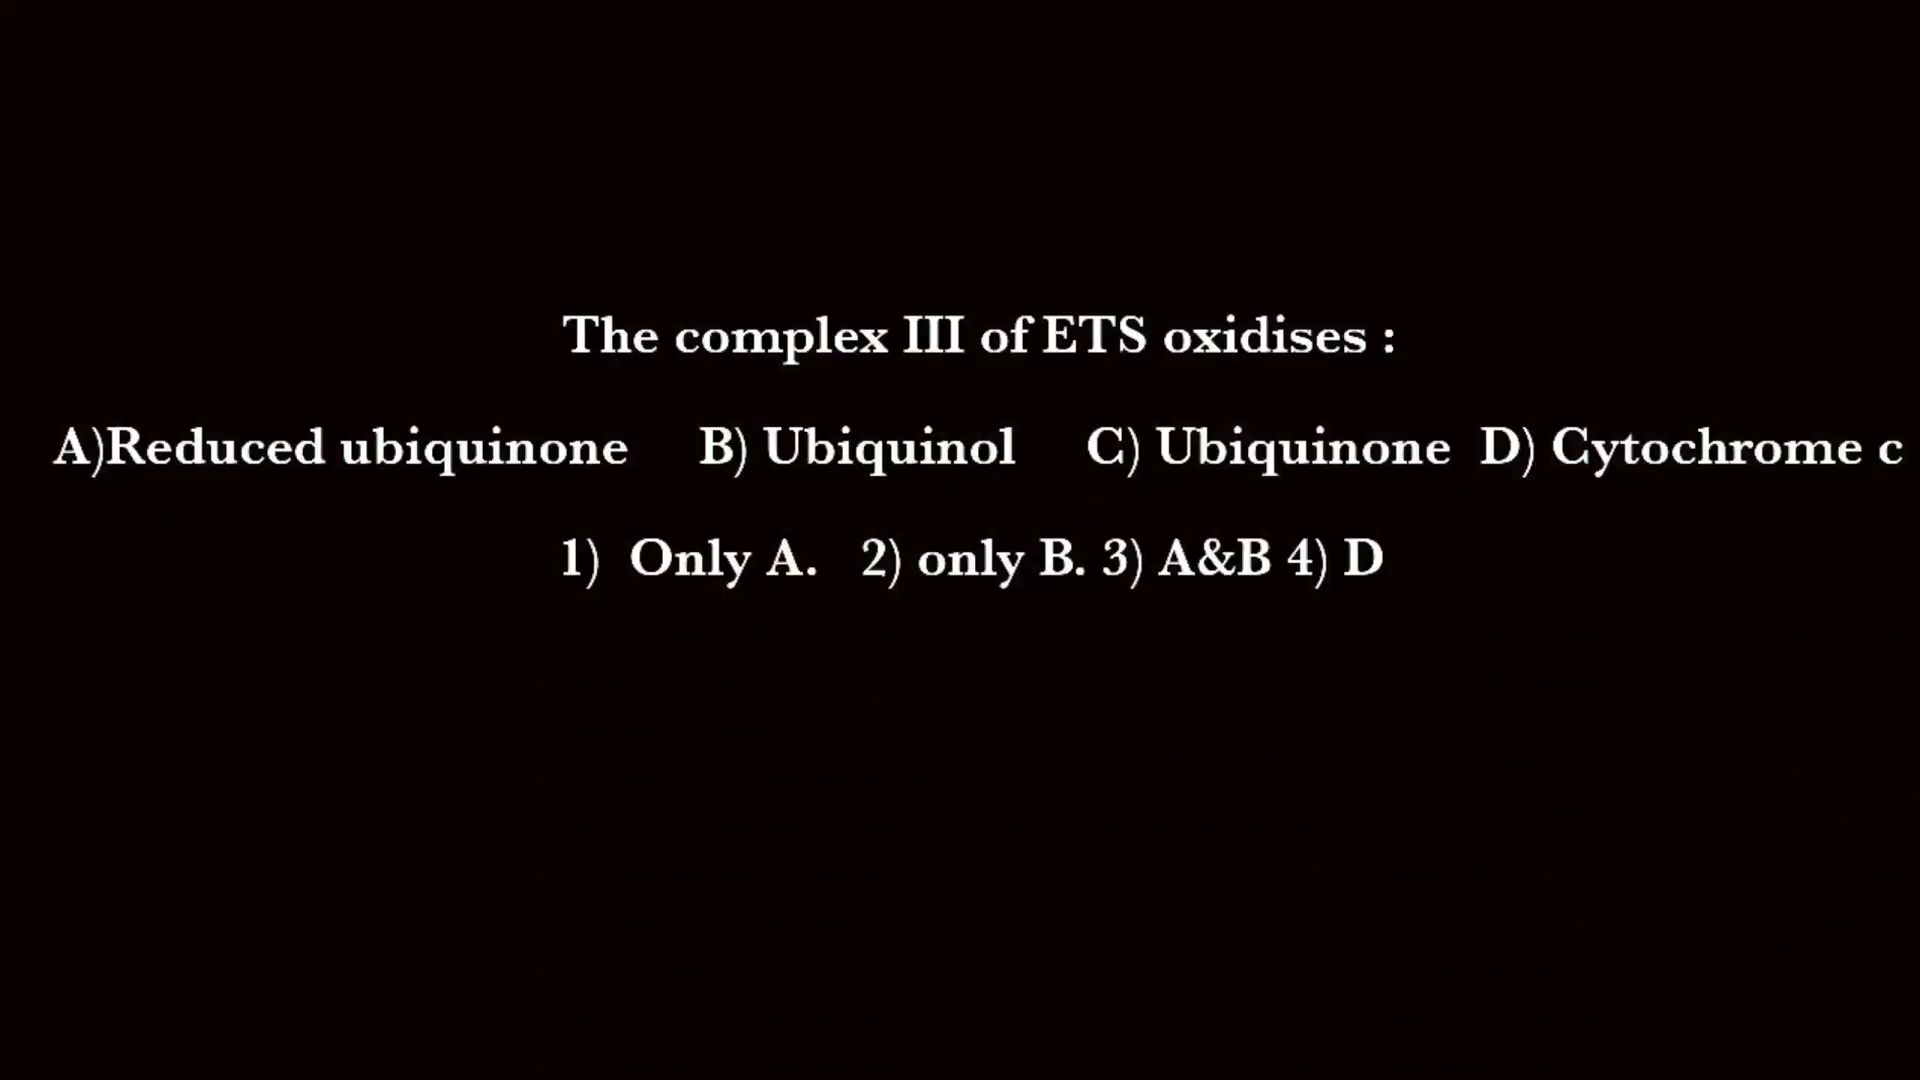 The complex III of ETS oxidises :
A)Reduced ubiquinone B) Ubiquinol C) Ubiquinone D) Cytochrome c
1) Only A. 2) only B. 3) A&B 4) D